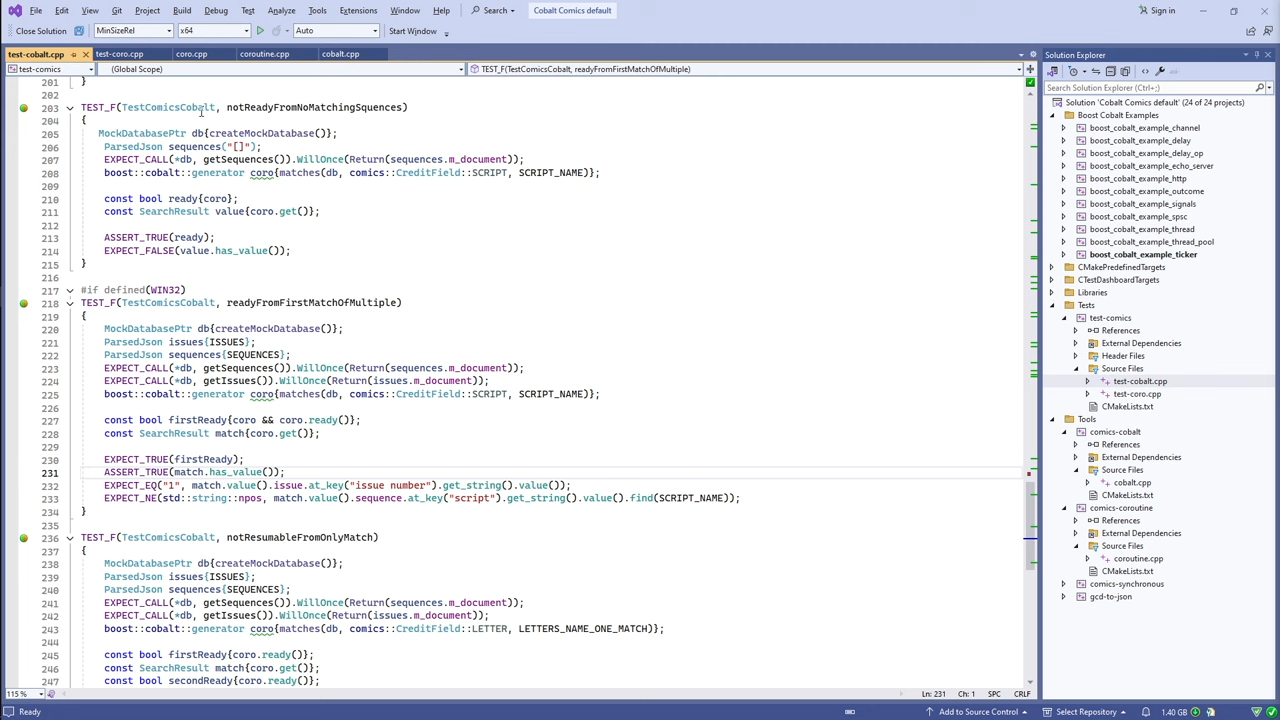 File Edit View Git Project Build Debug Test Analyze Tools Extensions Window Help Search Cobalt Comics default Sign in
Close Solution MinSizeRel x64 Auto Start Window
test-cobalt.cpp test-coro.cpp coro.cpp coroutine.cpp cobalt.cpp
test-comics (Global Scope) TEST_F(TestComicsCobalt, readyFromFirstMatchOfMultiple)
201 }
202
203 TEST_F(TestComicsCobalt, notReadyFromNoMatchingSquences)
204 {
205 MockDatabasePtr db{createMockDatabase()};
206 ParsedJson sequences("[]");
207 EXPECT_CALL(*db, getSequences()).WillOnce(Return(sequences.m_document));
208 boost::cobalt::generator coro{matches(db, comics::CreditField::SCRIPT, SCRIPT_NAME)};
209
210 const bool ready{coro};
211 const SearchResult value{coro.get()};
212
213 ASSERT_TRUE(ready);
214 EXPECT_FALSE(value.has_value());
215 }
216
217 #if defined(WIN32)
218 TEST_F(TestComicsCobalt, readyFromFirstMatchOfMultiple)
219 {
220 MockDatabasePtr db{createMockDatabase()};
221 ParsedJson issues{ISSUES};
222 ParsedJson sequences{SEQUENCES};
223 EXPECT_CALL(*db, getSequences()).WillOnce(Return(sequences.m_document));
224 EXPECT_CALL(*db, getIssues()).WillOnce(Return(issues.m_document));
225 boost::cobalt::generator coro{matches(db, comics::CreditField::SCRIPT, SCRIPT_NAME)};
226
227 const bool firstReady{coro && coro.ready()};
228 const SearchResult match{coro.get()};
229
230 EXPECT_TRUE(firstReady);
231 ASSERT_TRUE(match.has_value());
232 EXPECT_EQ("1", match.value().issue.at_key("issue number").get_string().value());
233 EXPECT_NE(std::string::npos, match.value().sequence.at_key("script").get_string().value().find(SCRIPT_NAME));
234 }
235
236 TEST_F(TestComicsCobalt, notResumableFromOnlyMatch)
237 {
238 MockDatabasePtr db{createMockDatabase()};
239 ParsedJson issues{ISSUES};
240 ParsedJson sequences{SEQUENCES};
241 EXPECT_CALL(*db, getSequences()).WillOnce(Return(sequences.m_document));
242 EXPECT_CALL(*db, getIssues()).WillOnce(Return(issues.m_document));
243 boost::cobalt::generator coro{matches(db, comics::CreditField::LETTER, LETTERS_NAME_ONE_MATCH)};
244
245 const bool firstReady{coro.ready()};
246 const SearchResult match{coro.get()};
247 const bool secondReady{coro.ready()};
115 % Ln: 231 Ch: 1 SPC CRLF
Solution Explorer
Search Solution Explorer (Ctrl+;)
Solution 'Cobalt Comics default' (24 of 24 projects)
Boost Cobalt Examples
boost_cobalt_example_channel
boost_cobalt_example_delay
boost_cobalt_example_delay_op
boost_cobalt_example_echo_server
boost_cobalt_example_http
boost_cobalt_example_outcome
boost_cobalt_example_signals
boost_cobalt_example_spsc
boost_cobalt_example_thread
boost_cobalt_example_thread_pool
boost_cobalt_example_ticker
CMakePredefinedTargets
CTestDashboardTargets
Libraries
Tests
test-comics
References
External Dependencies
Header Files
Source Files
test-cobalt.cpp
test-coro.cpp
CMakeLists.txt
Tools
comics-cobalt
References
External Dependencies
Source Files
cobalt.cpp
CMakeLists.txt
comics-coroutine
References
External Dependencies
Source Files
coroutine.cpp
CMakeLists.txt
comics-synchronous
gcd-to-json
Ready Add to Source Control Select Repository 1.40 GB